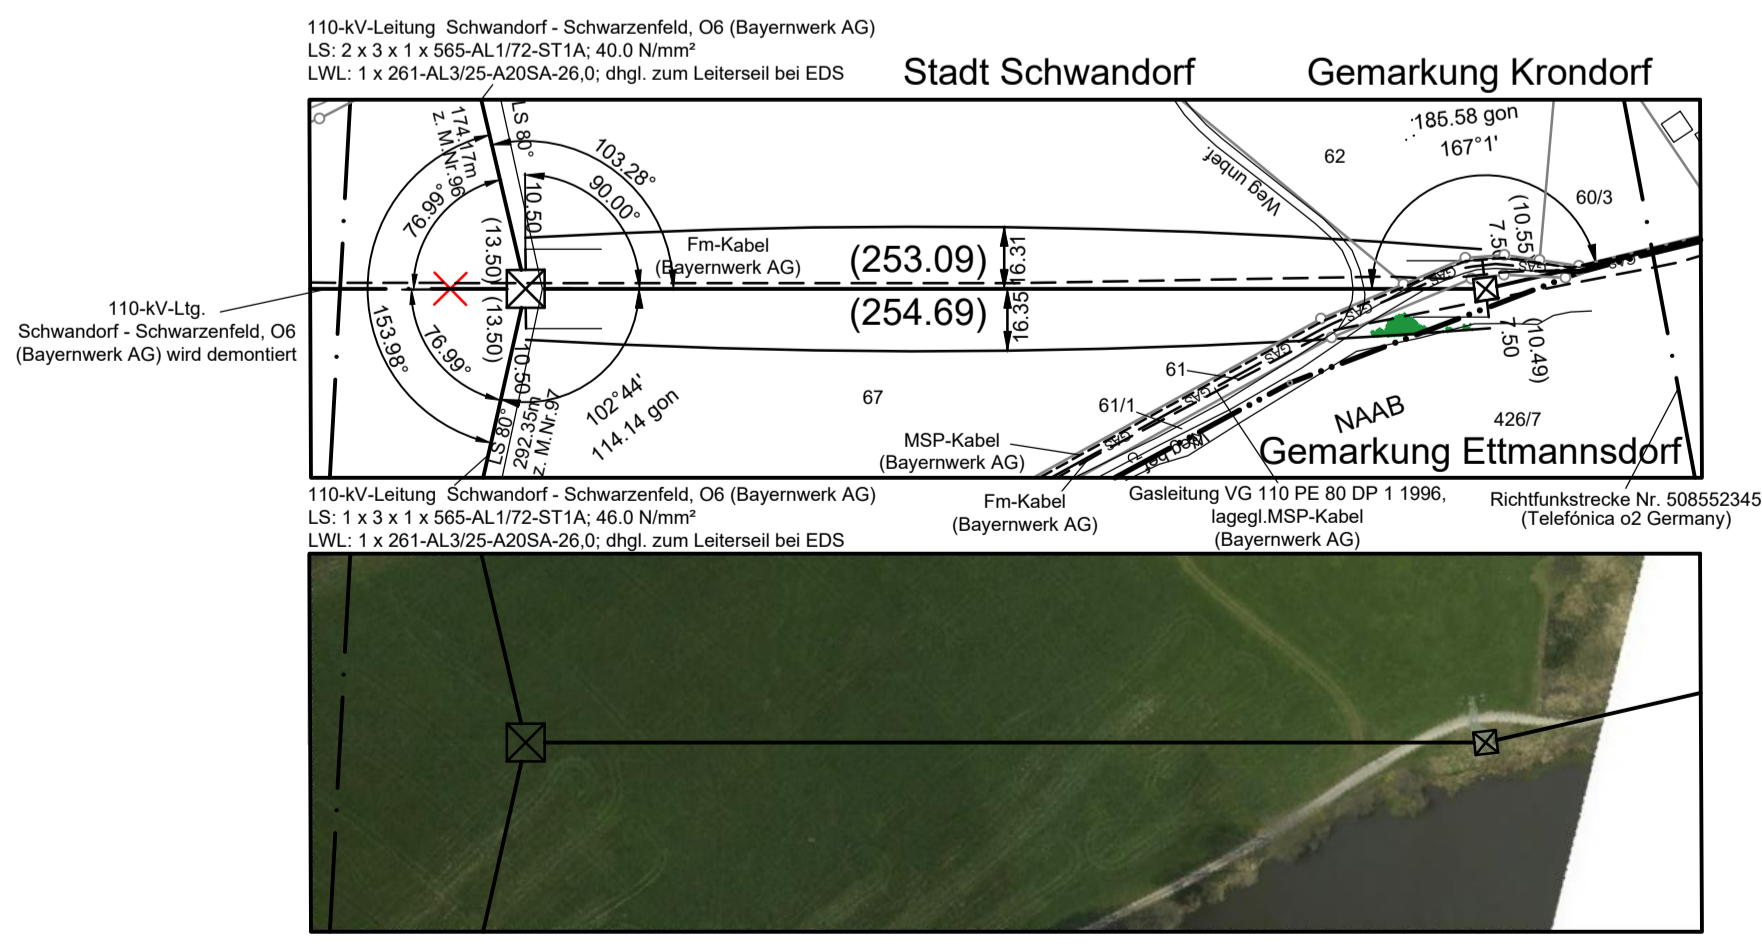 110-kV-Leitung Schwandorf - Schwarzenfeld, O6 (Bayernwerk AG)
LS: 2 x 3 x 1 x 565-AL1/72-ST1A; 40.0 N/mm²
LWL: 1 x 261-AL3/25-A20SA-26,0; dhgl. zum Leiterseil bei EDS
Stadt Schwandorf
Gemarkung Krondorf
174.17m
z. M.Nr.96
LS 80°
103.28°
90.00°
76.99°
10.50
(13.50)
Fm-Kabel
(Bayernwerk AG)
(253.09)
16.31
Weg unbef.
62
185.58 gon
167°1'
60/3
(10.55)
7.50
GAS
GAS
GAS
110-kV-Ltg.
Schwandorf - Schwarzenfeld, O6
(Bayernwerk AG) wird demontiert
153.98°
76.99°
(13.50)
10.50
(254.69)
16.35
GAS
GAS
7.50
(10.49)
LS 80°
292.35m
z. M.Nr.97
102°44'
114.14 gon
67
61
61/1
GAS
GAS
Weg bef.
NAAB
426/7
MSP-Kabel
(Bayernwerk AG)
Gemarkung Ettmannsdorf
110-kV-Leitung Schwandorf - Schwarzenfeld, O6 (Bayernwerk AG)
LS: 1 x 3 x 1 x 565-AL1/72-ST1A; 46.0 N/mm²
LWL: 1 x 261-AL3/25-A20SA-26,0; dhgl. zum Leiterseil bei EDS
Fm-Kabel
(Bayernwerk AG)
Gasleitung VG 110 PE 80 DP 1 1996,
lagegl.MSP-Kabel
(Bayernwerk AG)
Richtfunkstrecke Nr. 508552345
(Telefónica o2 Germany)